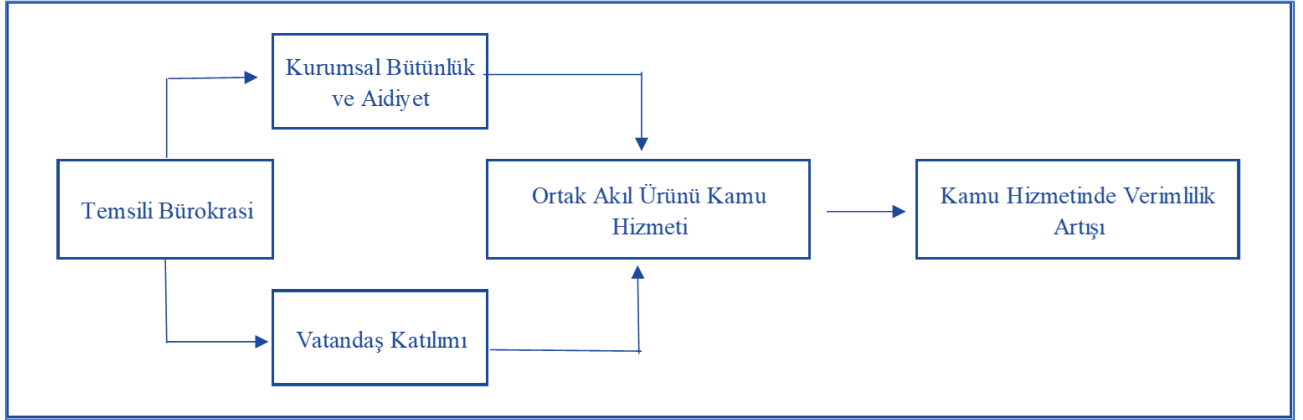 Kurumsal Bütünlük
ve Aidiyet
Temsili Bürokrasi
Ortak Akıl Ürünü Kamu
Hizmeti
Kamu Hizmetinde Verimlilik
Artışı
Vatandaş Katılımı